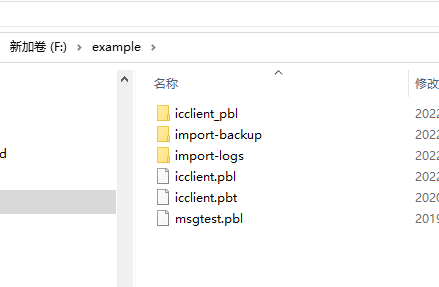 新加卷 (F:) > example >
名称 修改
d
icclient_pbl 2022
import-backup 2022
import-logs 2022
icclient.pbl 2022
icclient.pbt 2020
msgtest.pbl 2019